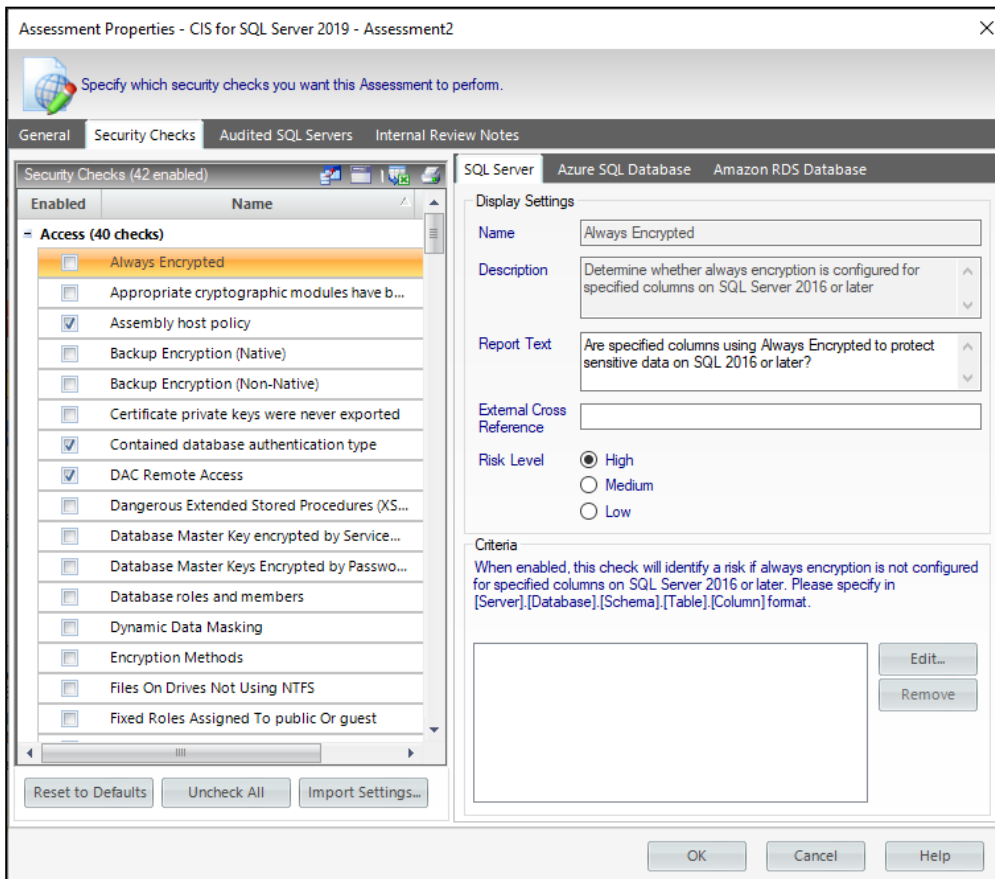 Assessment Properties - CIS for SQL Server 2019 - Assessment2
Specify which security checks you want this Assessment to perform.
General
Security Checks
Audited SQL Servers
Internal Review Notes
Security Checks (42 enabled)
Enabled
Name
Access (40 checks)
Always Encrypted
Appropriate cryptographic modules have b...
Assembly host policy
Backup Encryption (Native)
Backup Encryption (Non-Native)
Certificate private keys were never exported
Contained database authentication type
DAC Remote Access
Dangerous Extended Stored Procedures (XS...
Database Master Key encrypted by Service...
Database Master Keys Encrypted by Passwo...
Database roles and members
Dynamic Data Masking
Encryption Methods
Files On Drives Not Using NTFS
Fixed Roles Assigned To public Or guest
Reset to Defaults
Uncheck All
Import Settings...
SQL Server
Azure SQL Database
Amazon RDS Database
Display Settings
Name
Always Encrypted
Description
Determine whether always encryption is configured for
specified columns on SQL Server 2016 or later
Report Text
Are specified columns using Always Encrypted to protect
sensitive data on SQL 2016 or later?
External Cross
Reference
Risk Level
High
Medium
Low
Criteria
When enabled, this check will identify a risk if always encryption is not configured
for specified columns on SQL Server 2016 or later. Please specify in
[Server].[Database].[Schema].[Table].[Column] format.
Edit...
Remove
OK
Cancel
Help